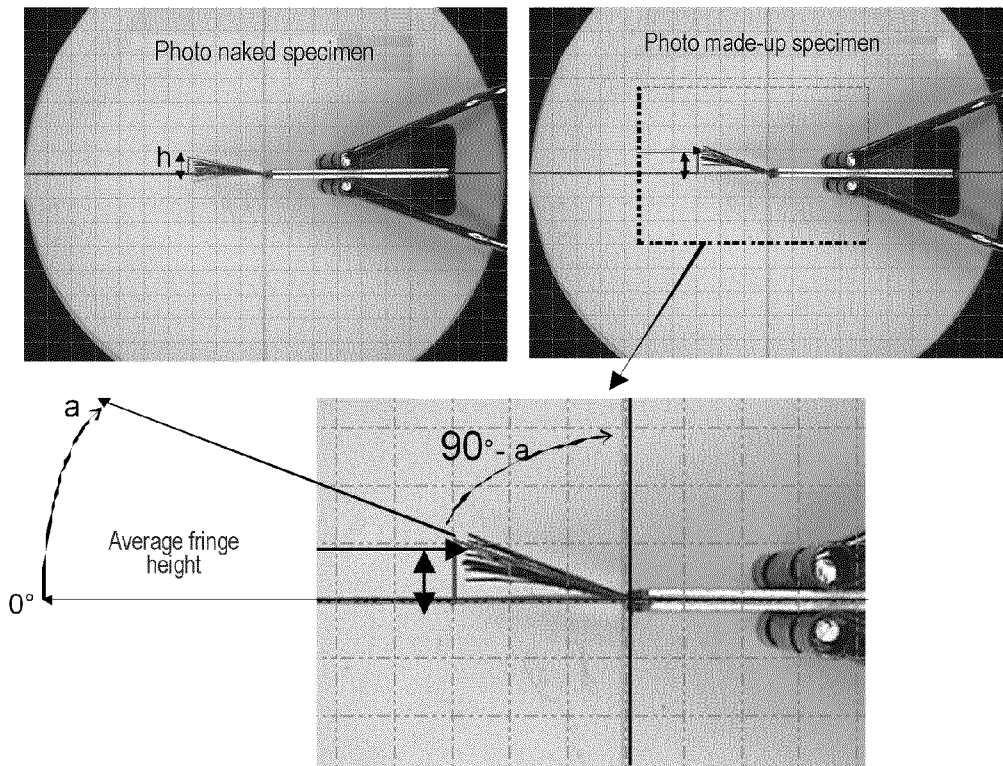 Photo naked specimen
Photo made-up specimen
h
a
90°- a
Average fringe
height
0°